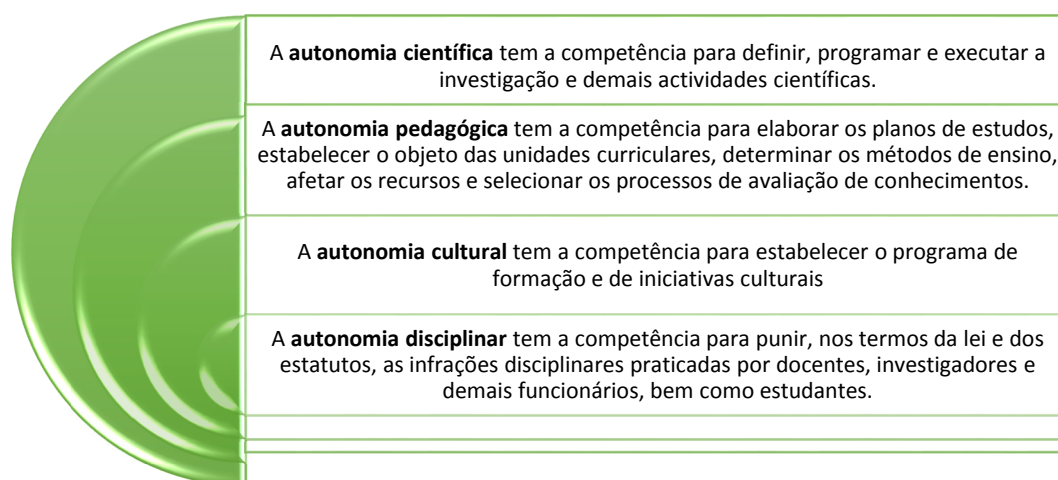 A autonomia científica tem a competência para definir, programar e executar a
investigação e demais actividades científicas.
A autonomia pedagógica tem a competência para elaborar os planos de estudos,
estabelecer o objeto das unidades curriculares, determinar os métodos de ensino,
afetar os recursos e selecionar os processos de avaliação de conhecimentos.
A autonomia cultural tem a competência para estabelecer o programa de
formação e de iniciativas culturais
A autonomia disciplinar tem a competência para punir, nos termos da lei e dos
estatutos, as infrações disciplinares praticadas por docentes, investigadores e
demais funcionários, bem como estudantes.